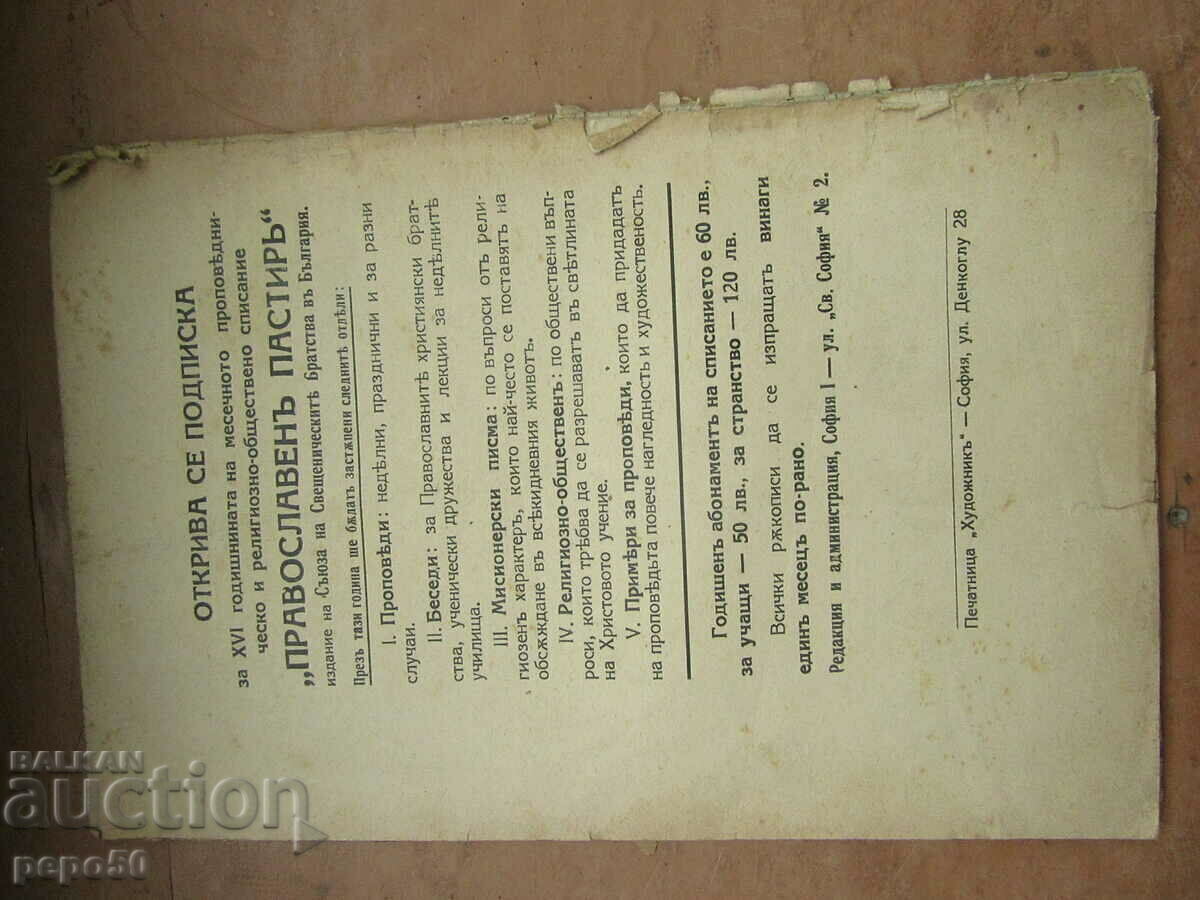 ОТКРИВА СЕ ПОДПИСКА
за XVI годишнината на месечното проповѣдни-
ческо и религиозно-обществено списание
„ПРАВОСЛАВЕНЪ ПАСТИРЬ“
издание на Съюза на Свещеническитѣ Братства въ България.
Презъ тази година ще бѫдатъ застѫпени следнитѣ отдѣли:
I. Проповѣди: недѣлни, празднични и за разни
случаи.
II. Беседи: за Православнитѣ християнски брат-
ства, ученически дружества и лекции за недѣлнитѣ
училища.
III. Мисионерски писма: по въпроси отъ рели-
гиозенъ характеръ, които най-често се поставятъ на
обсѫждане въ всѣкидневния животъ.
IV. Религиозно-общественъ: по обществени въп-
роси, които трѣбва да се разрешаватъ въ свѣтлината
на Христовото учение.
V. Примѣри за проповѣди, които да придадатъ
на проповѣдьта повече нагледность и художественость.
Годишенъ абонаментъ на списанието е 60 лв.,
за учащи — 50 лв., за странство — 120 лв.
Всички рѫкописи да се изпращатъ винаги
единъ месецъ по-рано.
Редакция и администрация, София I — ул. „Св. София“ № 2.
Печатница „Художникъ“ — София, ул. Денкоглу 28
BALKAN
auction
pepo50